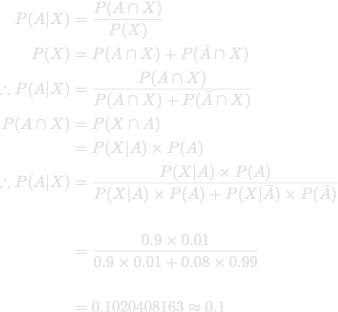 P(A|X) = P(A ∩ X) / P(X)
P(X) = P(A ∩ X) + P(Ā ∩ X)
∴ P(A|X) = P(A ∩ X) / (P(A ∩ X) + P(Ā ∩ X))
P(A ∩ X) = P(X ∩ A)
= P(X|A) × P(A)
∴ P(A|X) = (P(X|A) × P(A)) / (P(X|A) × P(A) + P(X|Ā) × P(Ā))
= (0.9 × 0.01) / (0.9 × 0.01 + 0.08 × 0.99)
= 0.1020408163 ≈ 0.1